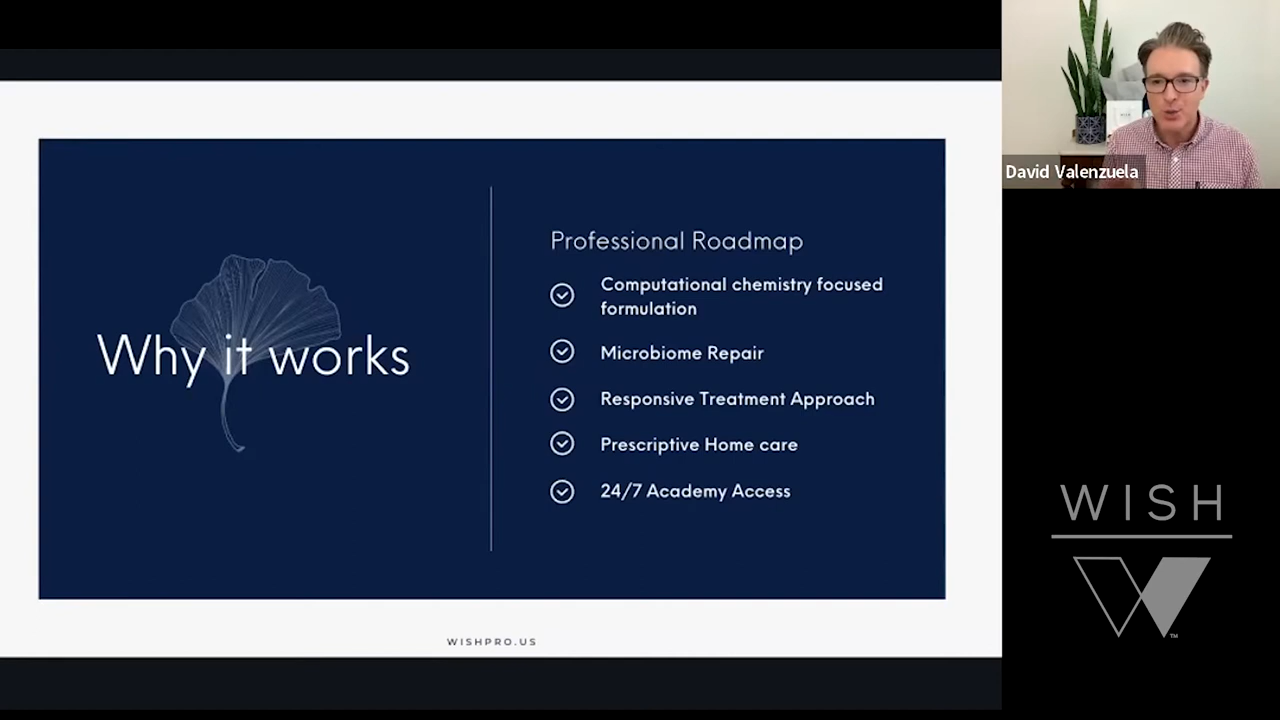 Why it works
Professional Roadmap
Computational chemistry focused
formulation
Microbiome Repair
Responsive Treatment Approach
Prescriptive Home care
24/7 Academy Access
WISHPRO.US
David Valenzuela
WISH
™